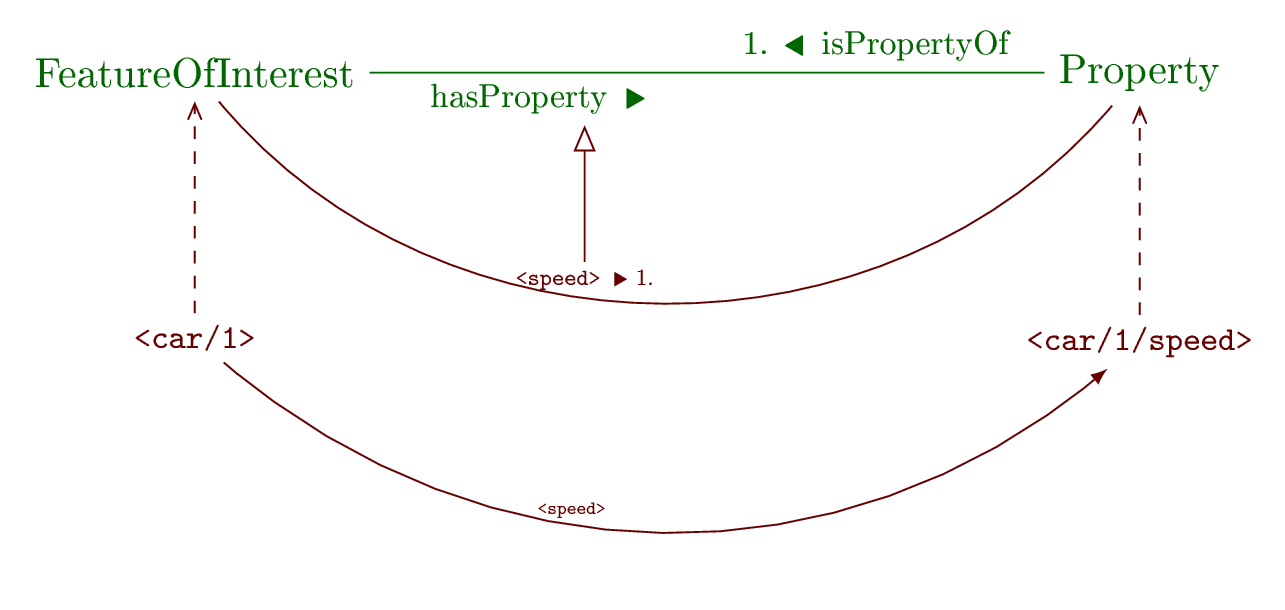 1. ◀ isPropertyOf
FeatureOfInterest
Property
hasProperty ▶
<speed> ▶ 1.
<car/1>
<car/1/speed>
<speed>